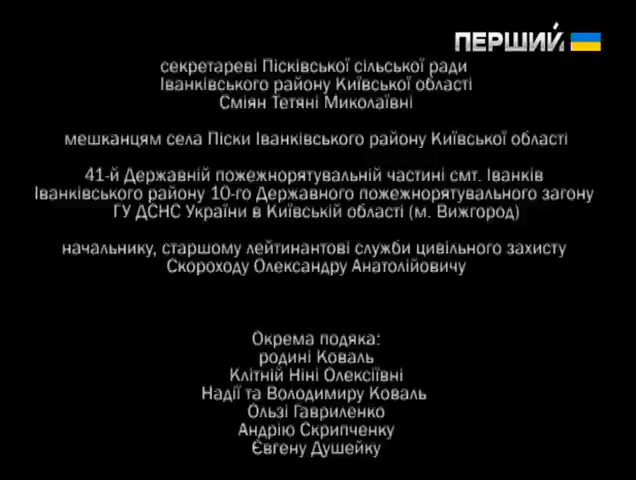 ПЕРШИЙ
секретареві Пісківської сільської ради
Іванківського району Київської області
Сміян Тетяні Миколаївні
мешканцям села Піски Іванківського району Київської області
41-й Державній пожежнорятувальній частині смт. Іванків
Іванківського району 10-го Державного пожежнорятувального загону
ГУ ДСНС України в Київській області (м. Вижгород)
начальнику, старшому лейтинантові служби цивільного захисту
Скороходу Олександру Анатолійовичу
Окрема подяка:
родині Коваль
Клітній Ніні Олексіївні
Надії та Володимиру Коваль
Ользі Гавриленко
Андрію Скрипченку
Євгену Душейку